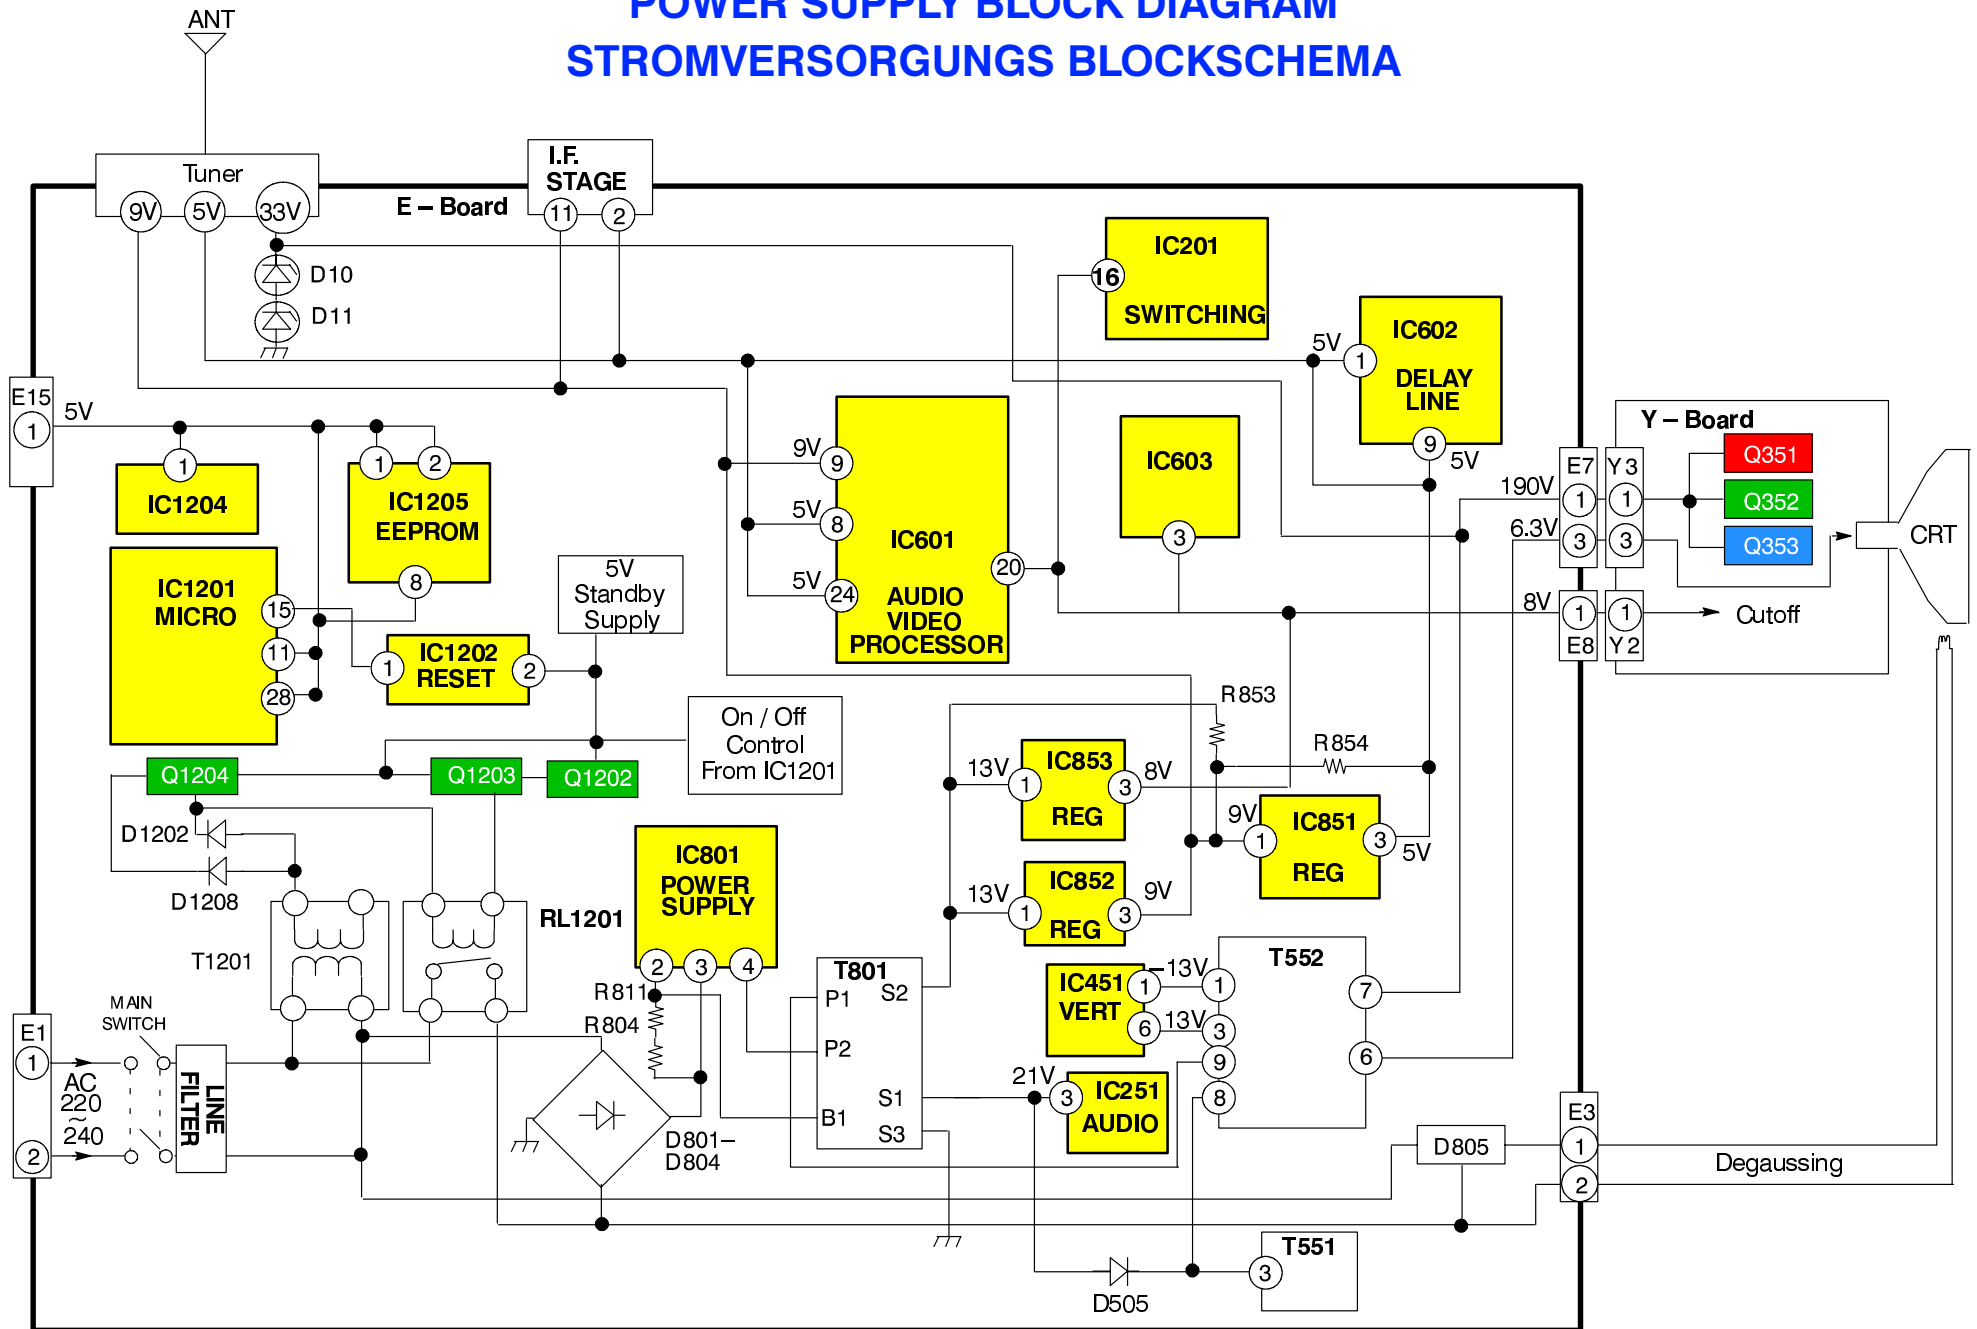 POWER SUPPLY BLOCK DIAGRAM
STROMVERSORGUNGS BLOCKSCHEMA
ANT
Tuner
9V
5V
33V
E – Board
I.F.
STAGE
11
2
D10
D11
IC201
16
SWITCHING
IC602
5V
1
DELAY
LINE
9
5V
E15
1
5V
1
IC1204
1
2
IC1205
EEPROM
8
IC1201
MICRO
15
11
28
1
IC1202
RESET
2
5V
Standby
Supply
On / Off
Control
From IC1201
9V
9
5V
8
5V
24
IC601
20
AUDIO
VIDEO
PROCESSOR
IC603
3
190V
6.3V
8V
E7
1
3
1
E8
Y3
1
3
1
Y2
Y – Board
Q351
Q352
Q353
CRT
Cutoff
Q1204
Q1203
Q1202
D1202
D1208
T1201
RL1201
R853
R854
13V
1
IC853
REG
3
8V
9V
1
IC851
REG
3
5V
13V
1
IC852
REG
3
9V
IC801
POWER
SUPPLY
2
3
4
R811
R804
T801
P1
P2
B1
S2
S1
S3
IC451
VERT
1
6
–13V
13V
T552
1
3
9
8
7
6
21V
3
IC251
AUDIO
MAIN
SWITCH
E1
1
2
AC
220
~
240
LINE
FILTER
D801–
D804
D805
E3
1
2
Degaussing
D505
T551
3